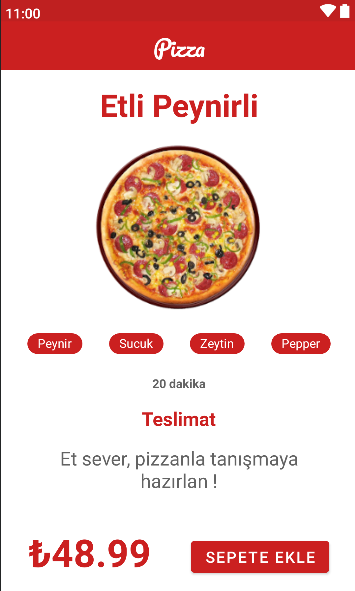 11:00
Pizza
Etli Peynirli
Peynir Sucuk Zeytin Pepper
20 dakika
Teslimat
Et sever, pizzanla tanışmaya
hazırlan !
₺48.99 SEPETE EKLE